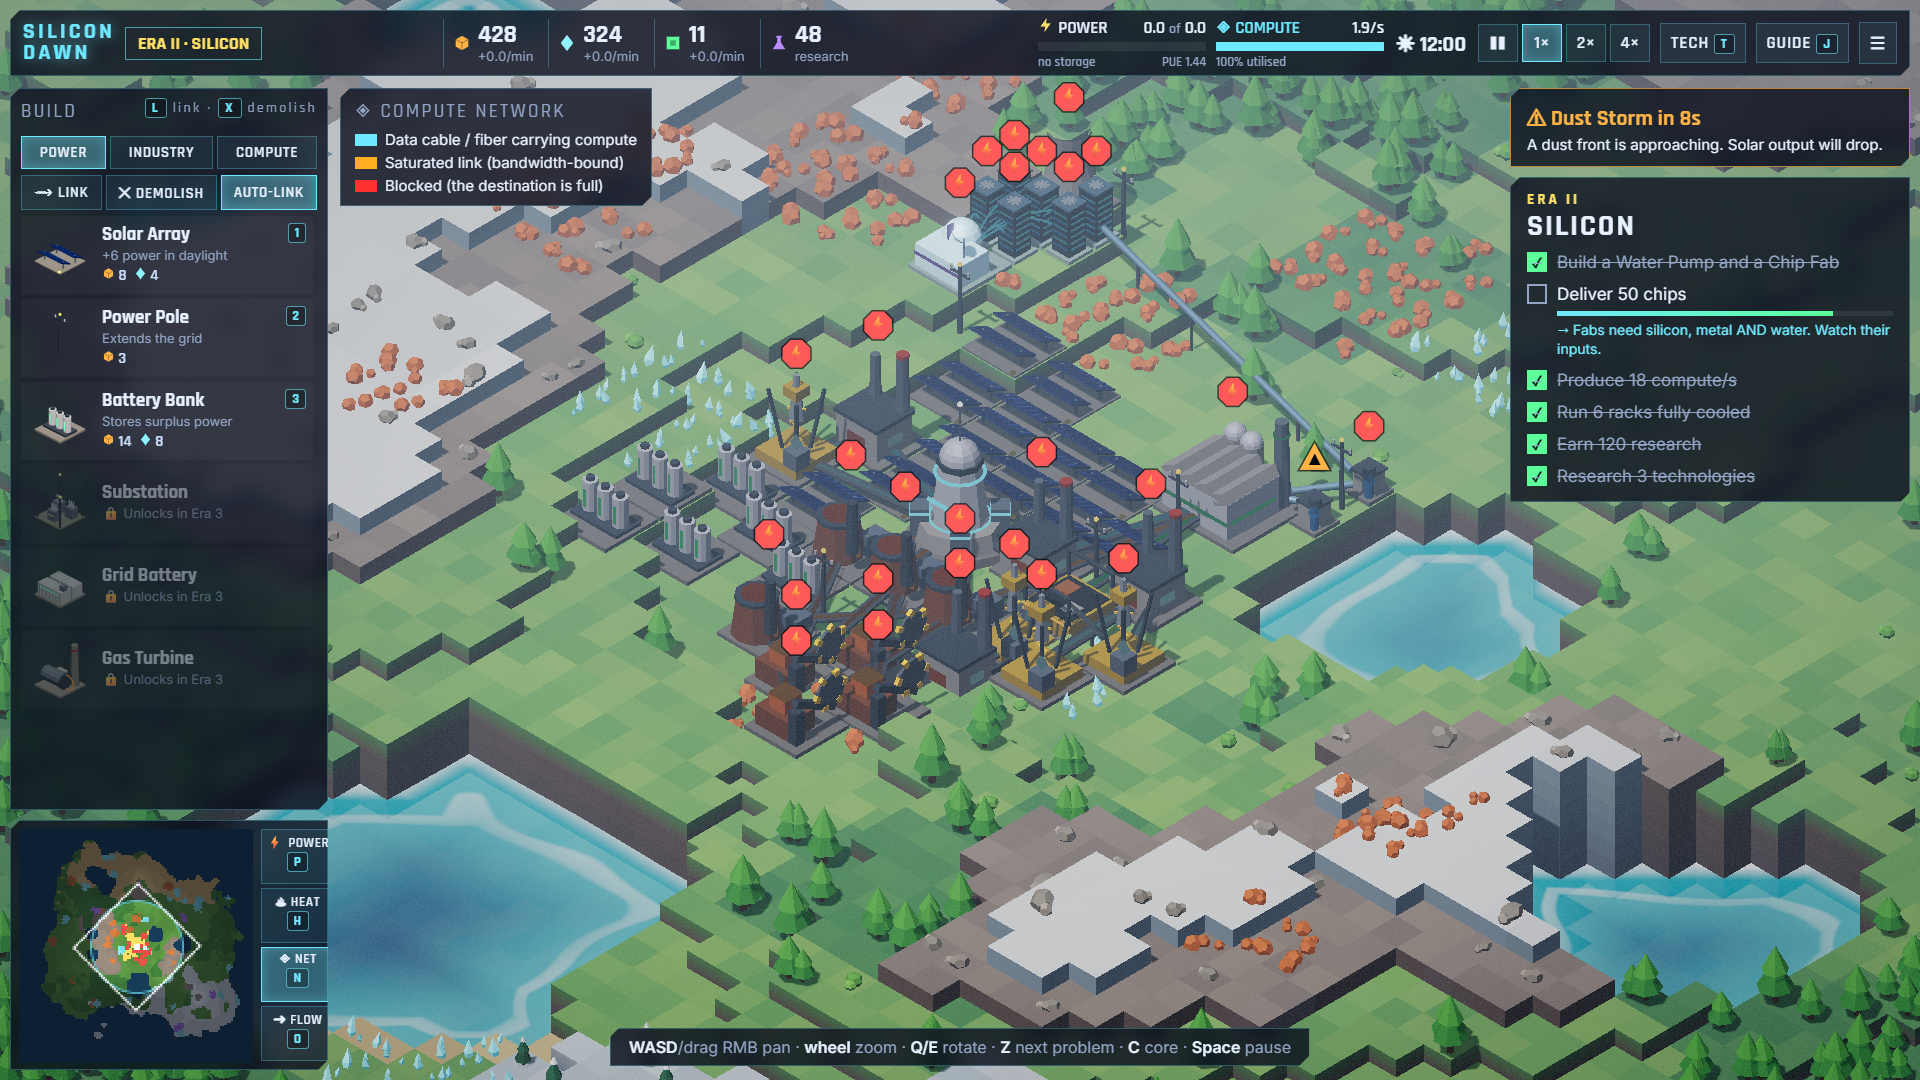 SILICON
DAWN
ERA II · SILICON
428
+0.0/min
324
+0.0/min
11
+0.0/min
48
research
POWER
0.0 of 0.0
no storage
PUE 1.44
COMPUTE
1.9/s
100% utilised
12:00
1×
2×
4×
TECH T
GUIDE J
BUILD
L link · X demolish
POWER
INDUSTRY
COMPUTE
LINK
DEMOLISH
AUTO-LINK
Solar Array
1
+6 power in daylight
8 4
Power Pole
2
Extends the grid
3
Battery Bank
3
Stores surplus power
14 8
Substation
Unlocks in Era 3
Grid Battery
Unlocks in Era 3
Gas Turbine
Unlocks in Era 3
COMPUTE NETWORK
Data cable / fiber carrying compute
Saturated link (bandwidth-bound)
Blocked (the destination is full)
Dust Storm in 8s
A dust front is approaching. Solar output will drop.
ERA II
SILICON
Build a Water Pump and a Chip Fab
Deliver 50 chips
→ Fabs need silicon, metal AND water. Watch their
inputs.
Produce 18 compute/s
Run 6 racks fully cooled
Earn 120 research
Research 3 technologies
POWER
P
HEAT
H
NET
N
FLOW
O
WASD/drag RMB pan · wheel zoom · Q/E rotate · Z next problem · C core · Space pause